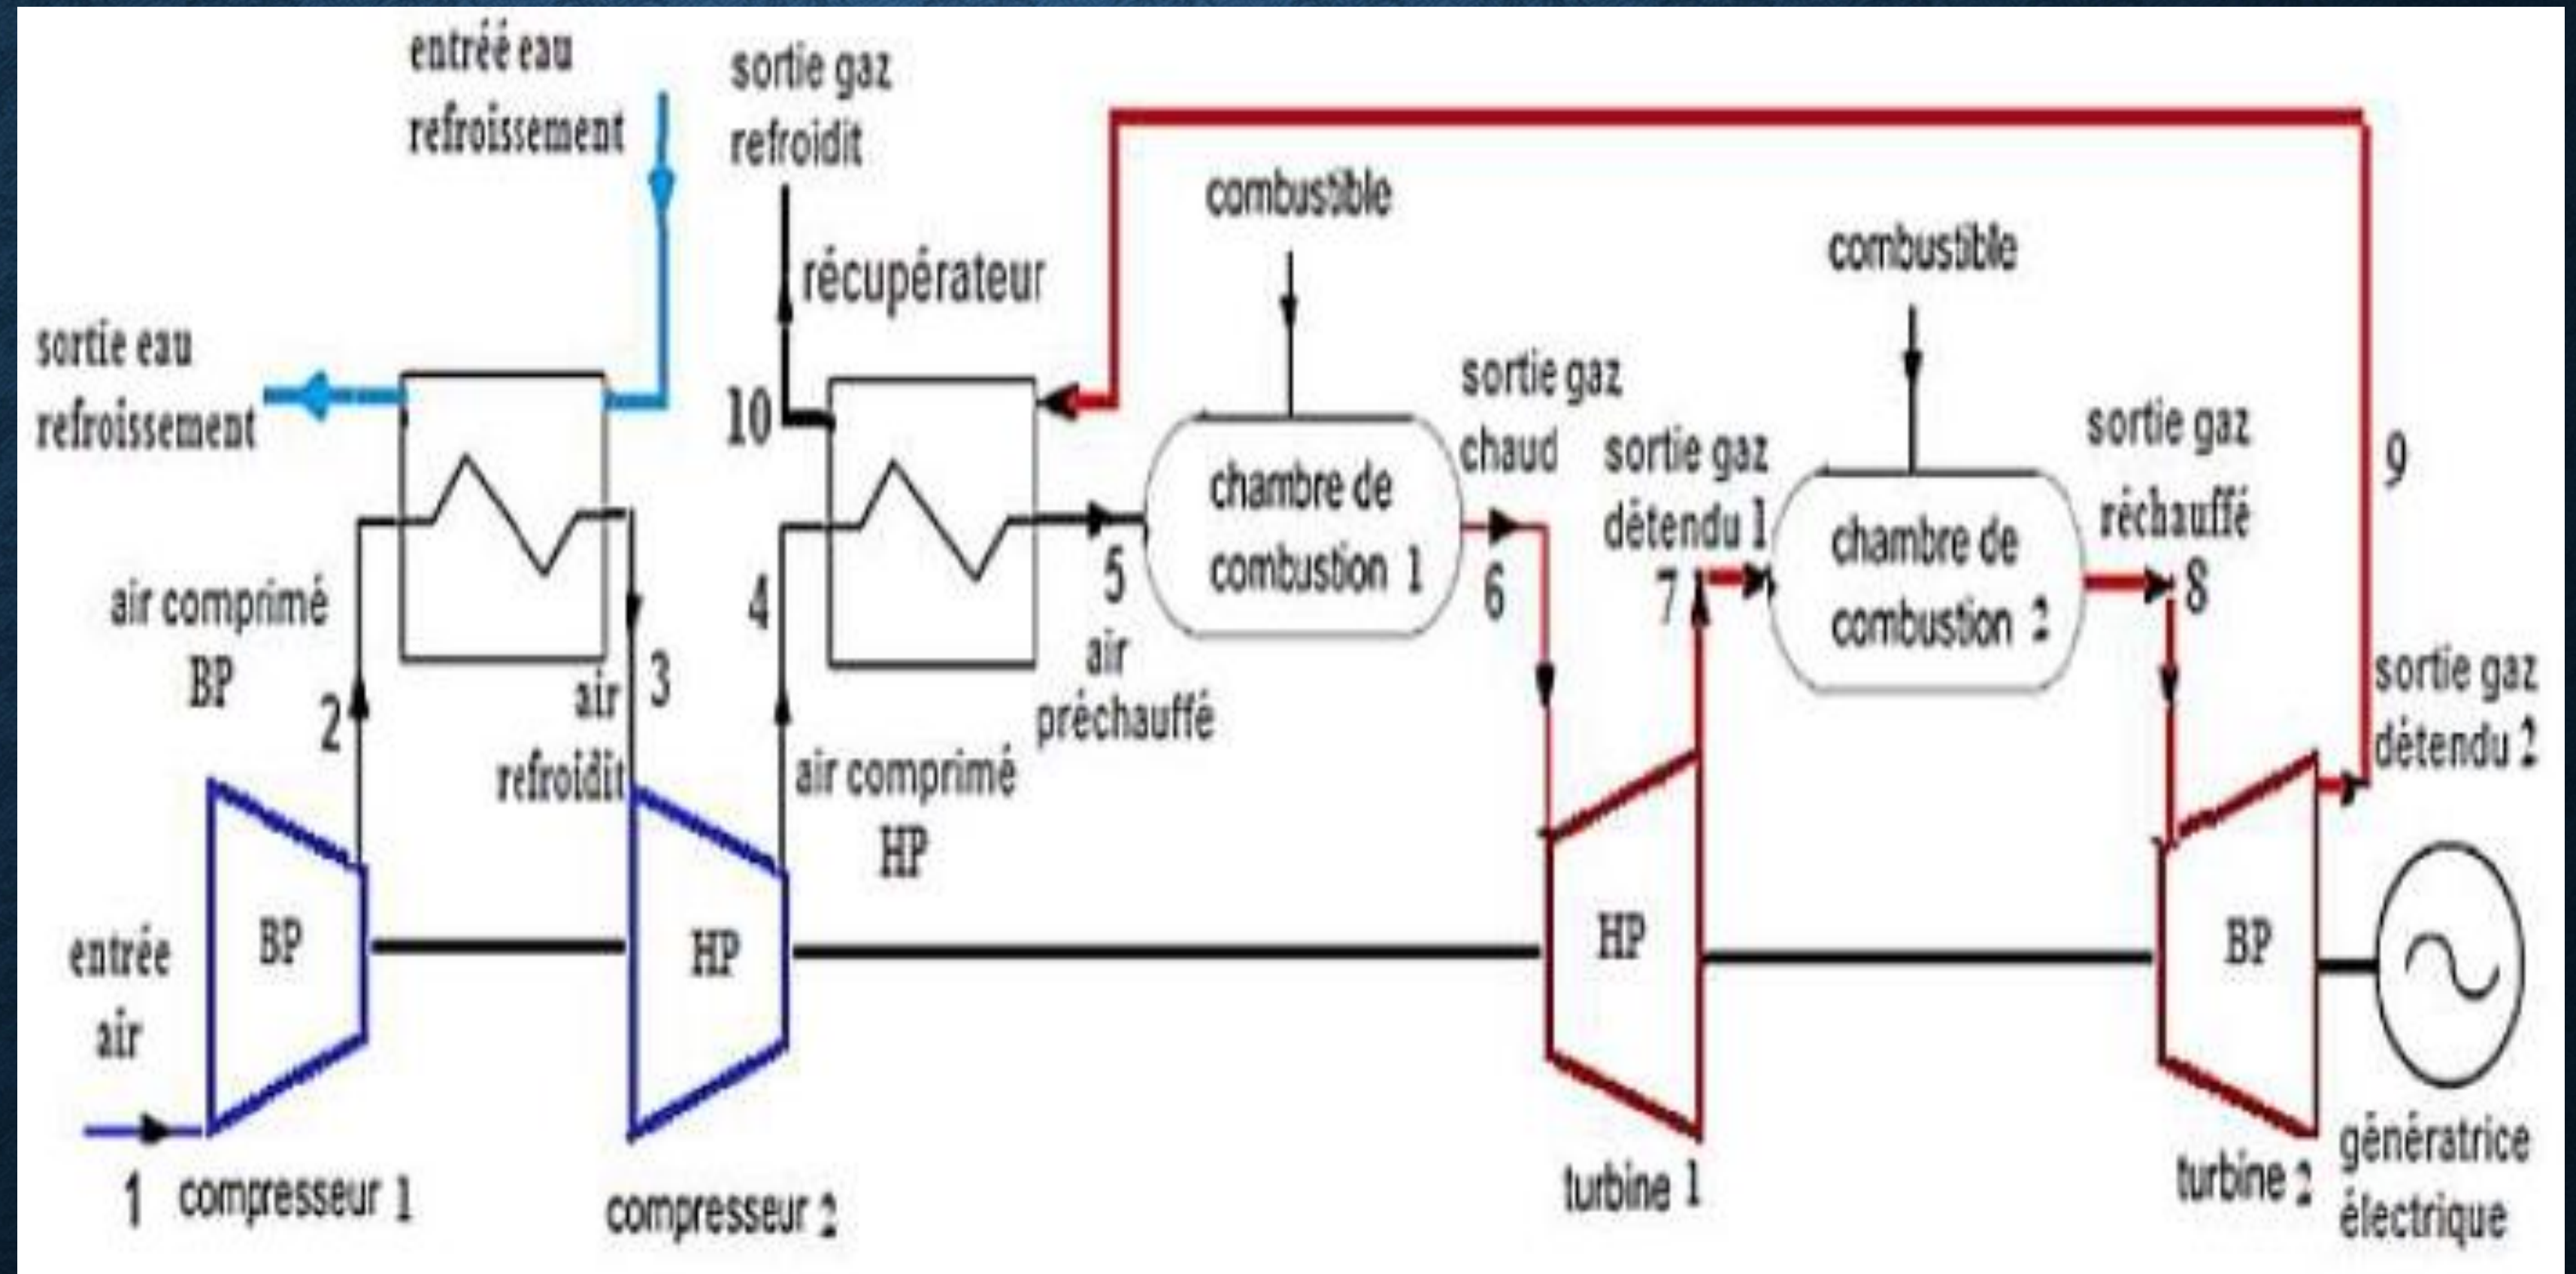 entréé eau
refroissement
sortie gaz
refroidit
combustible
combustible
récupérateur
sortie eau
refroissement
10
sortie gaz
chaud
sortie gaz
détendu 1
sortie gaz
réchauffé
9
chambre de
combustion 1
chambre de
combustion 2
air comprimé
BP
2
air
refroidit
3
4
5
air
préchauffé
6
7
8
air comprimé
HP
sortie gaz
détendu 2
entrée
air
BP
HP
HP
BP
1
compresseur 1
compresseur 2
turbine 1
turbine 2
génératrice
électrique